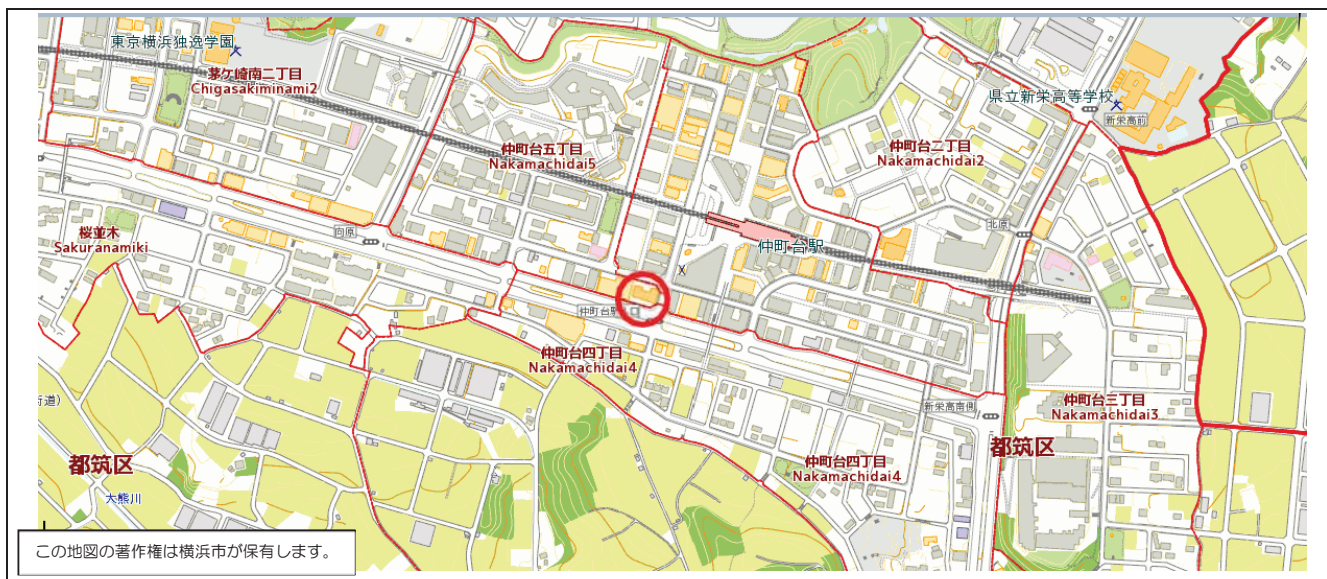 東京横浜独逸学園
茅ケ崎南二丁目
Chigasakiminami2
県立新栄高等学校
新栄高前
仲町台五丁目
Nakamachidai5
仲町台二丁目
Nakamachidai2
桜並木
Sakuranamiki
向原
北原
仲町台駅
仲町台駅
仲町台四丁目
Nakamachidai4
新栄高南側
仲町台三丁目
Nakamachidai3
都筑区
都筑区
仲町台四丁目
Nakamachidai4
街道)
大熊川
この地図の著作権は横浜市が保有します。